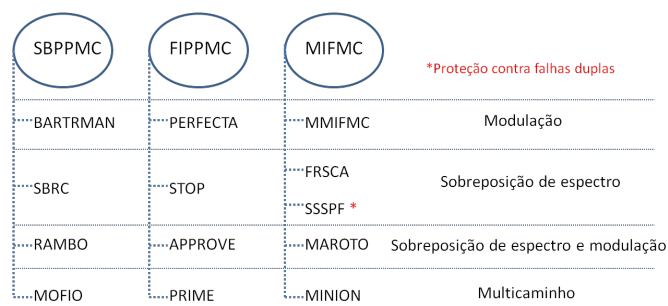 SBPPMC FIPPMC MIFMC
*Proteção contra falhas duplas
BARTRMAN PERFECTA MMIFMC Modulação
FRSCA
SBRC STOP Sobreposição de espectro
SSSPF *
RAMBO APPROVE MAROTO Sobreposição de espectro e modulação
MOFIO PRIME MINION Multicaminho